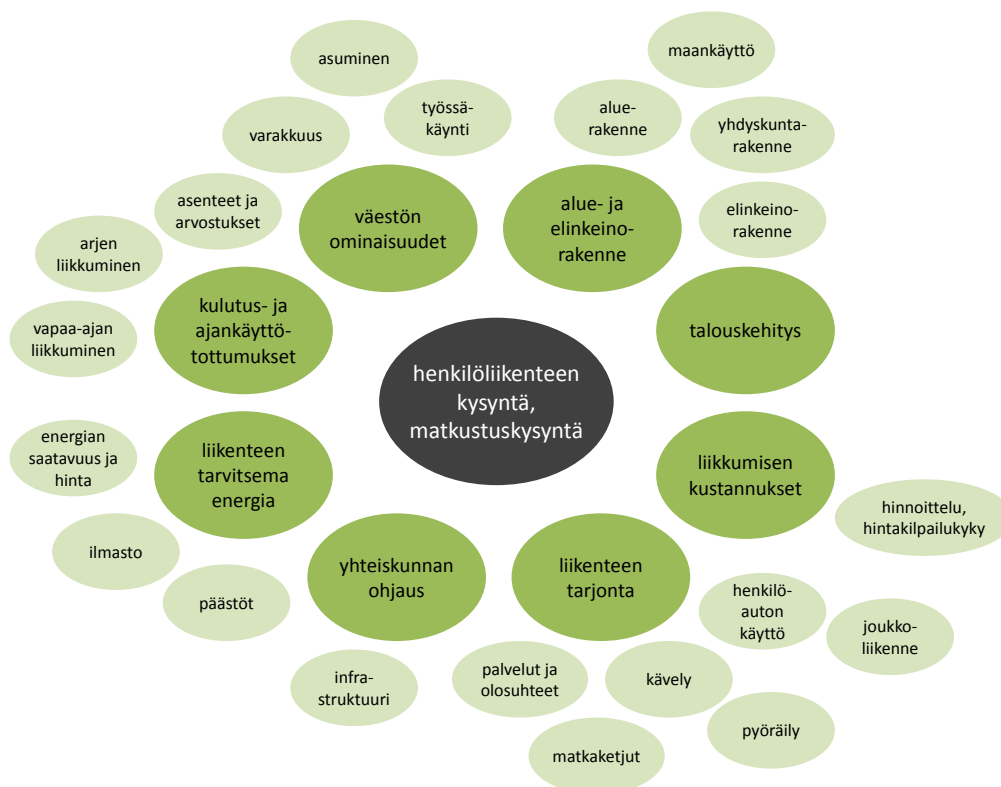 asuminen
maankäyttö
varakkuus
työssä-
käynti
alue-
rakenne
yhdyskunta-
rakenne
asenteet ja
arvostukset
väestön
ominaisuudet
alue- ja
elinkeino-
rakenne
elinkeino-
rakenne
arjen
liikkuminen
vapaa-ajan
liikkuminen
kulutus- ja
ajankäyttö-
tottumukset
talouskehitys
henkilöliikenteen
kysyntä,
matkustuskysyntä
energian
saatavuus ja
hinta
liikenteen
tarvitsema
energia
liikkumisen
kustannukset
hinnoittelu,
hintakilpailukyky
ilmasto
päästöt
yhteiskunnan
ohjaus
liikenteen
tarjonta
henkilö-
auton
käyttö
joukko-
liikenne
infra-
struktuuri
palvelut ja
olosuhteet
kävely
pyöräily
matkaketjut